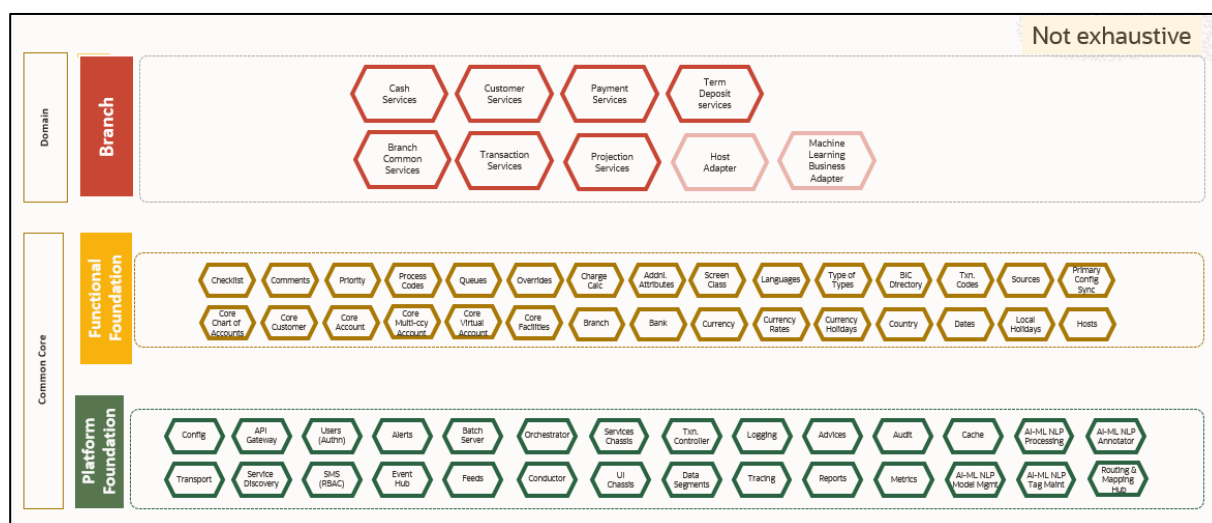 Not exhaustive
Domain
Branch
Cash
Services
Customer
Services
Payment
Services
Term
Deposit
services
Branch
Common
Services
Transaction
Services
Projection
Services
Host
Adapter
Machine
Learning
Business
Adapter
Common Core
Functional
Foundation
Checklist
Comments
Priority
Process
Codes
Queues
Overrides
Charge
Calc
Addnl.
Attributes
Screen
Class
Languages
Type of
Types
BIC
Directory
Txn.
Codes
Sources
Primary
Config
Sync
Core
Chart of
Accounts
Core
Customer
Core
Account
Core
Multi-ccy
Account
Core
Virtual
Account
Core
Facilities
Branch
Bank
Currency
Currency
Rates
Currency
Holidays
Country
Dates
Local
Holidays
Hosts
Platform
Foundation
Config
API
Gateway
Users
(Authn)
Alerts
Batch
Server
Orchestrator
Services
Chassis
Txn.
Controller
Logging
Advices
Audit
Cache
AI-ML NLP
Processing
AI-ML NLP
Annotator
Transport
Service
Discovery
SMS
(RBAC)
Event
Hub
Feeds
Conductor
UI
Chassis
Data
Segments
Tracing
Reports
Metrics
AI-ML NLP
Model Mgmt
AI-ML NLP
Tag Maint
Routing &
Mapping
Hub